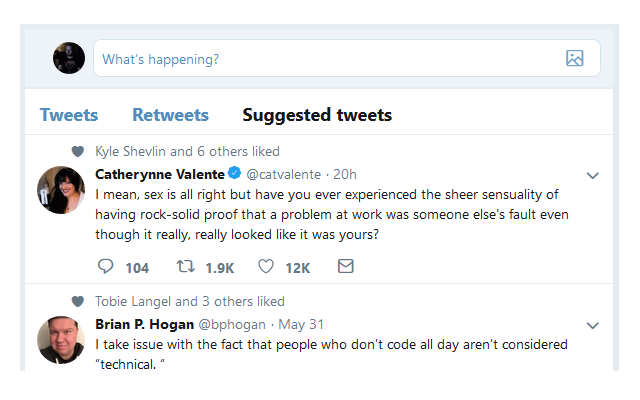 What's happening?
Tweets Retweets Suggested tweets
Kyle Shevlin and 6 others liked
Catherynne Valente @catvalente · 20h
I mean, sex is all right but have you ever experienced the sheer sensuality of
having rock-solid proof that a problem at work was someone else's fault even
though it really, really looked like it was yours?
104 1.9K 12K
Tobie Langel and 3 others liked
Brian P. Hogan @bphogan · May 31
I take issue with the fact that people who don't code all day aren't considered
“technical. “